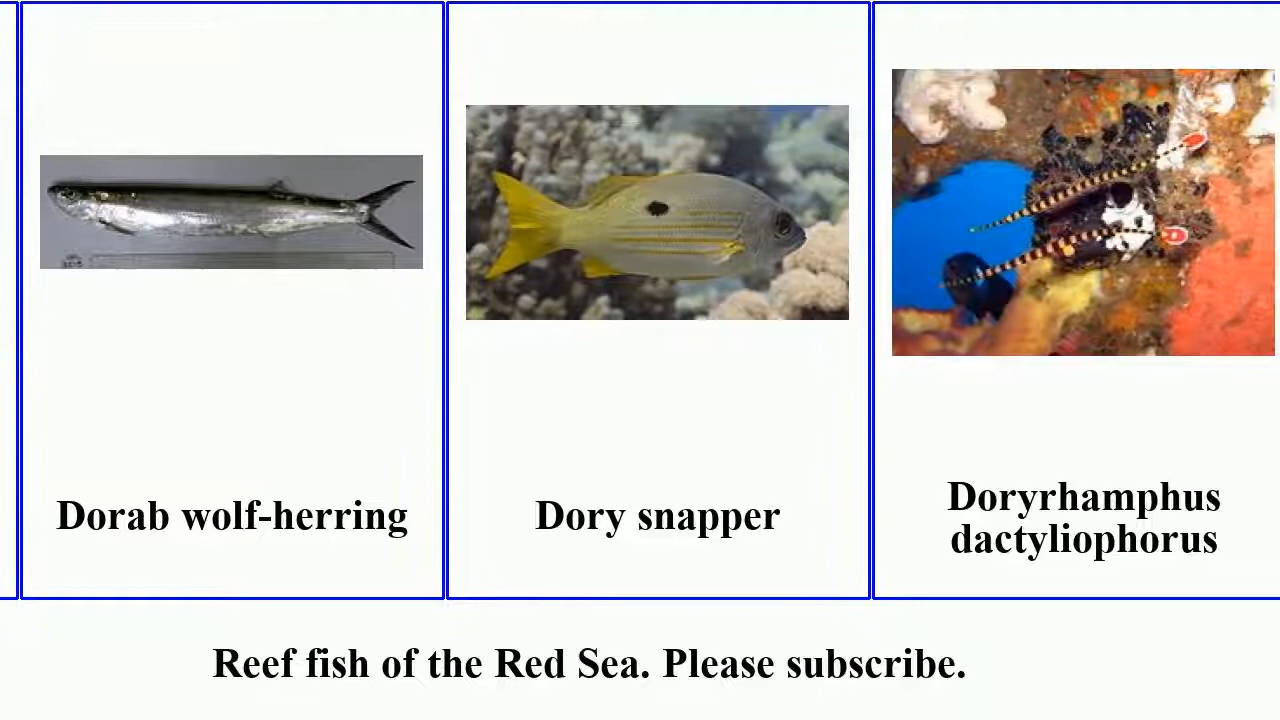 Dorab wolf-herring
Dory snapper
Doryrhamphus
dactyliophorus
Reef fish of the Red Sea. Please subscribe.